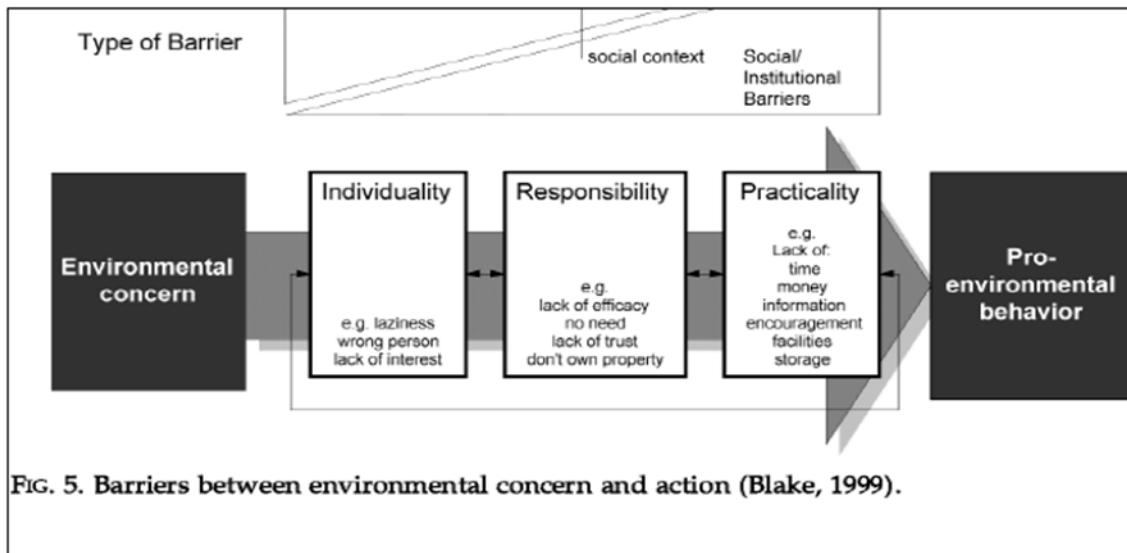 Type of Barrier
social context
Social/
Institutional
Barriers
Environmental
concern
Individuality
e.g. laziness
wrong person
lack of interest
Responsibility
e.g.
lack of efficacy
no need
lack of trust
don't own property
Practicality
e.g.
Lack of:
time
money
information
encouragement
facilities
storage
Pro-
environmental
behavior
FIG. 5. Barriers between environmental concern and action (Blake, 1999).